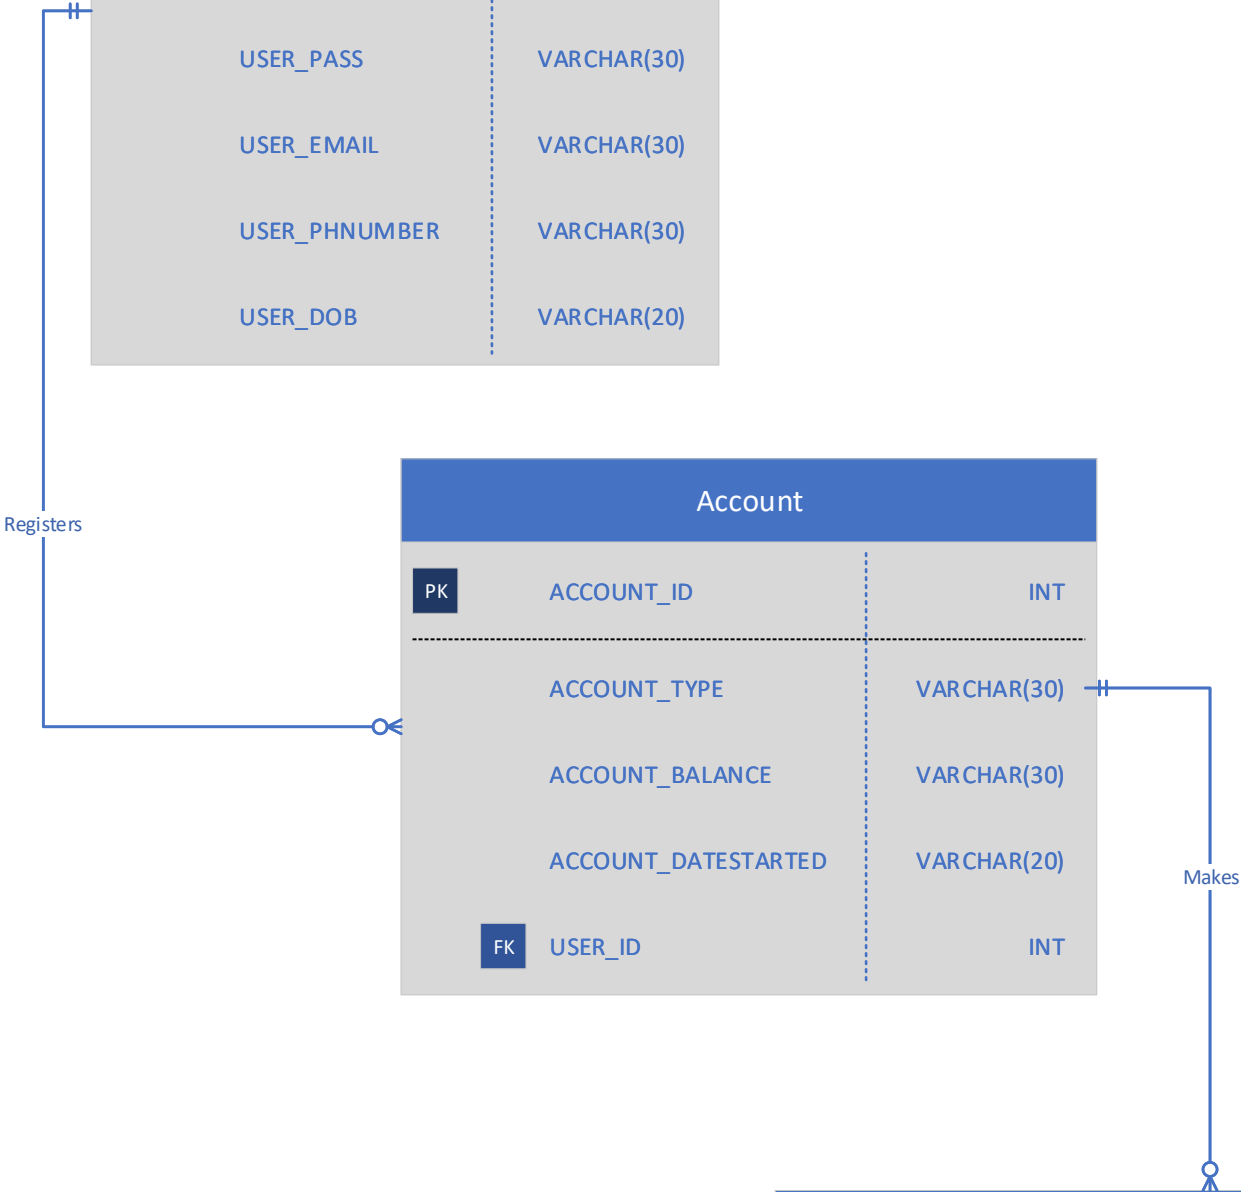 USER_PASS VARCHAR(30)
USER_EMAIL VARCHAR(30)
USER_PHNUMBER VARCHAR(30)
USER_DOB VARCHAR(20)
Registers
Account
PK ACCOUNT_ID INT
ACCOUNT_TYPE VARCHAR(30)
ACCOUNT_BALANCE VARCHAR(30)
ACCOUNT_DATESTARTED VARCHAR(20)
Makes
FK USER_ID INT